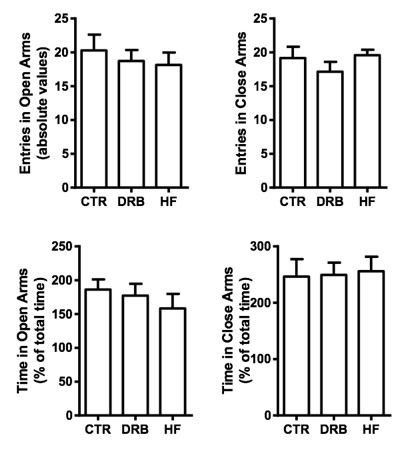 Entries in Open Arms
(absolute values)
25
20
15
10
5
0
CTR DRB HF
Entries in Close Arms
25
20
15
10
5
0
CTR DRB HF
Time in Open Arms
(% of total time)
250
200
150
100
50
0
CTR DRB HF
Time in Close Arms
(% of total time)
300
200
100
0
CTR DRB HF